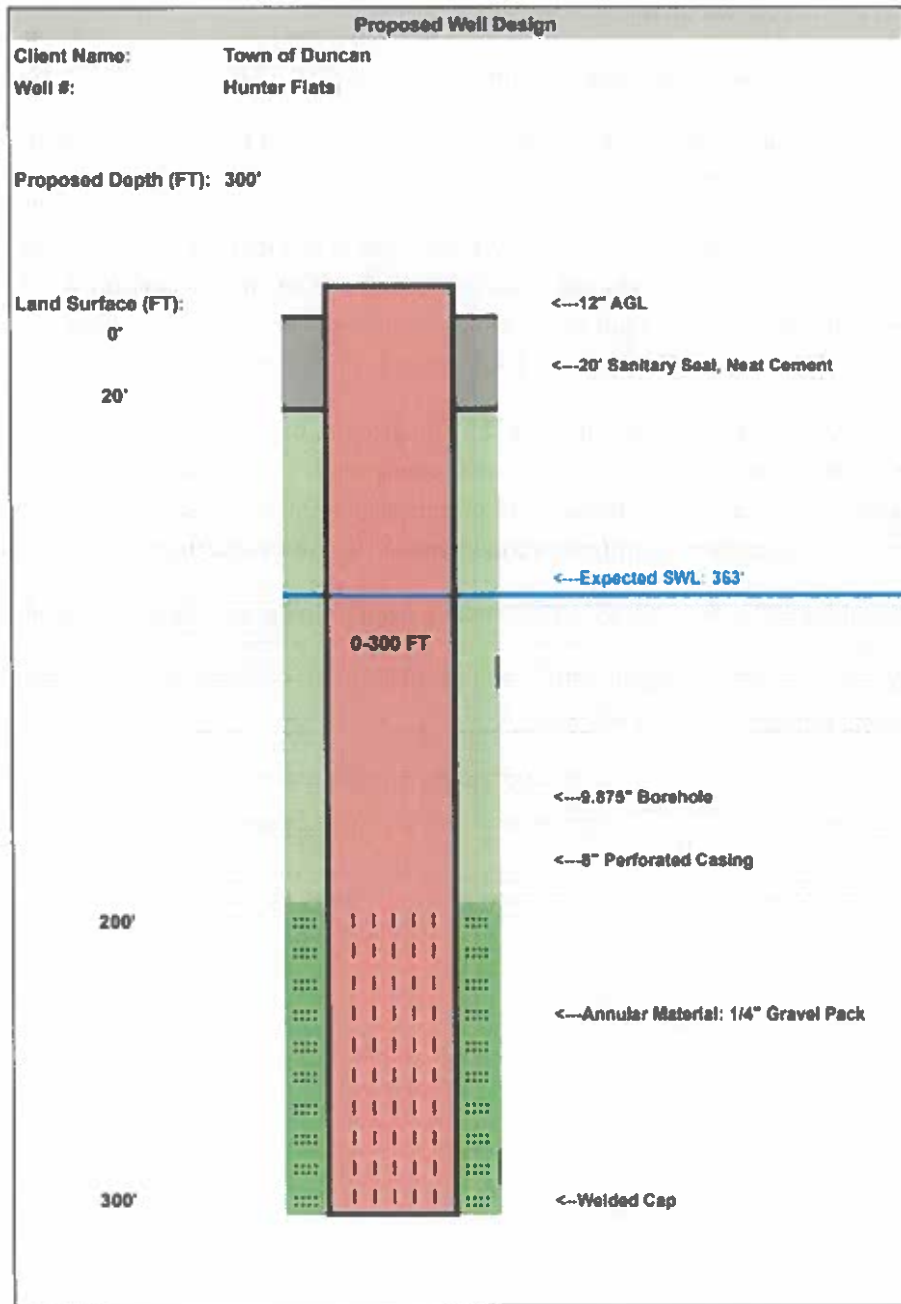 Proposed Well Design
Client Name: Town of Duncan
Well #: Hunter Flats
Proposed Depth (FT): 300'
Land Surface (FT):
<---12" AGL
0'
<---20' Sanitary Seal, Neat Cement
20'
<---Expected SWL: 363'
0-300 FT
<---9.875" Borehole
<---8" Perforated Casing
200'
<---Annular Material: 1/4" Gravel Pack
300'
<--Welded Cap